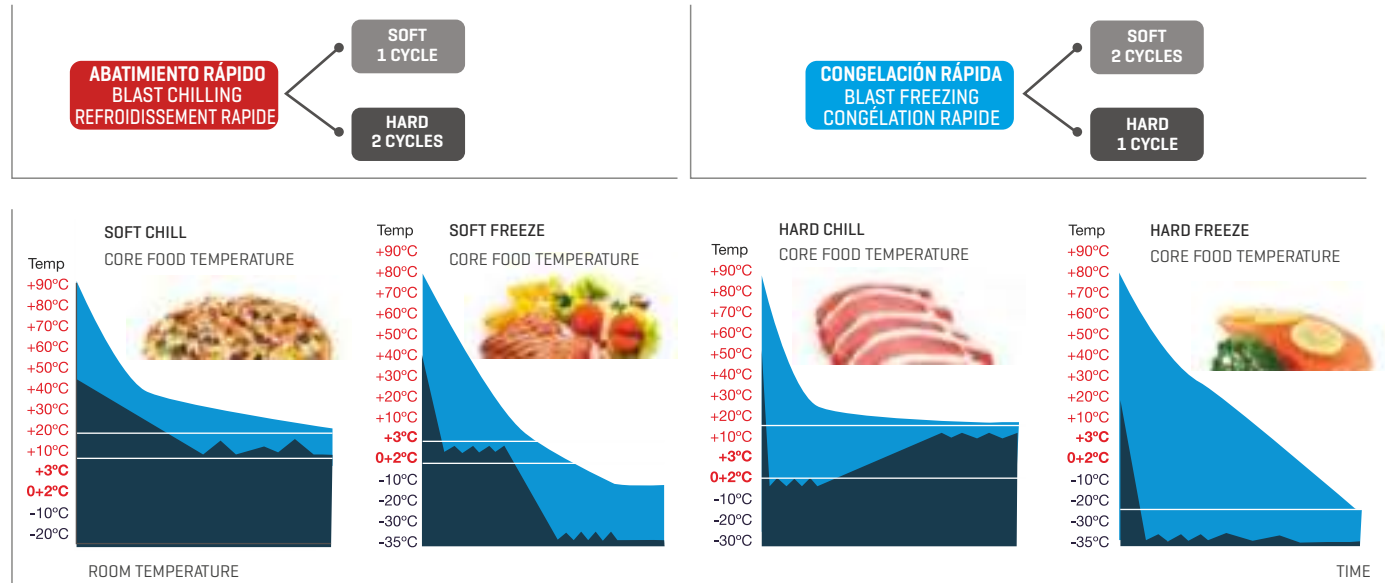 ABATIMIENTO RÁPIDO
BLAST CHILLING
REFROIDISSEMENT RAPIDE
SOFT
1 CYCLE
HARD
2 CYCLES
CONGELACIÓN RÁPIDA
BLAST FREEZING
CONGÉLATION RAPIDE
SOFT
2 CYCLES
HARD
1 CYCLE
SOFT CHILL
CORE FOOD TEMPERATURE
Temp
+90ºC
+80ºC
+70ºC
+60ºC
+50ºC
+40ºC
+30ºC
+20ºC
+10ºC
+3ºC
0+2ºC
-10ºC
-20ºC
SOFT FREEZE
CORE FOOD TEMPERATURE
Temp
+90ºC
+80ºC
+70ºC
+60ºC
+50ºC
+40ºC
+30ºC
+20ºC
+10ºC
+3ºC
0+2ºC
-10ºC
-20ºC
-30ºC
-35ºC
HARD CHILL
CORE FOOD TEMPERATURE
Temp
+90ºC
+80ºC
+70ºC
+60ºC
+50ºC
+40ºC
+30ºC
+20ºC
+10ºC
+3ºC
0+2ºC
-10ºC
-20ºC
-30ºC
HARD FREEZE
CORE FOOD TEMPERATURE
Temp
+90ºC
+80ºC
+70ºC
+60ºC
+50ºC
+40ºC
+30ºC
+20ºC
+10ºC
+3ºC
0+2ºC
-10ºC
-20ºC
-30ºC
-35ºC
ROOM TEMPERATURE
TIME